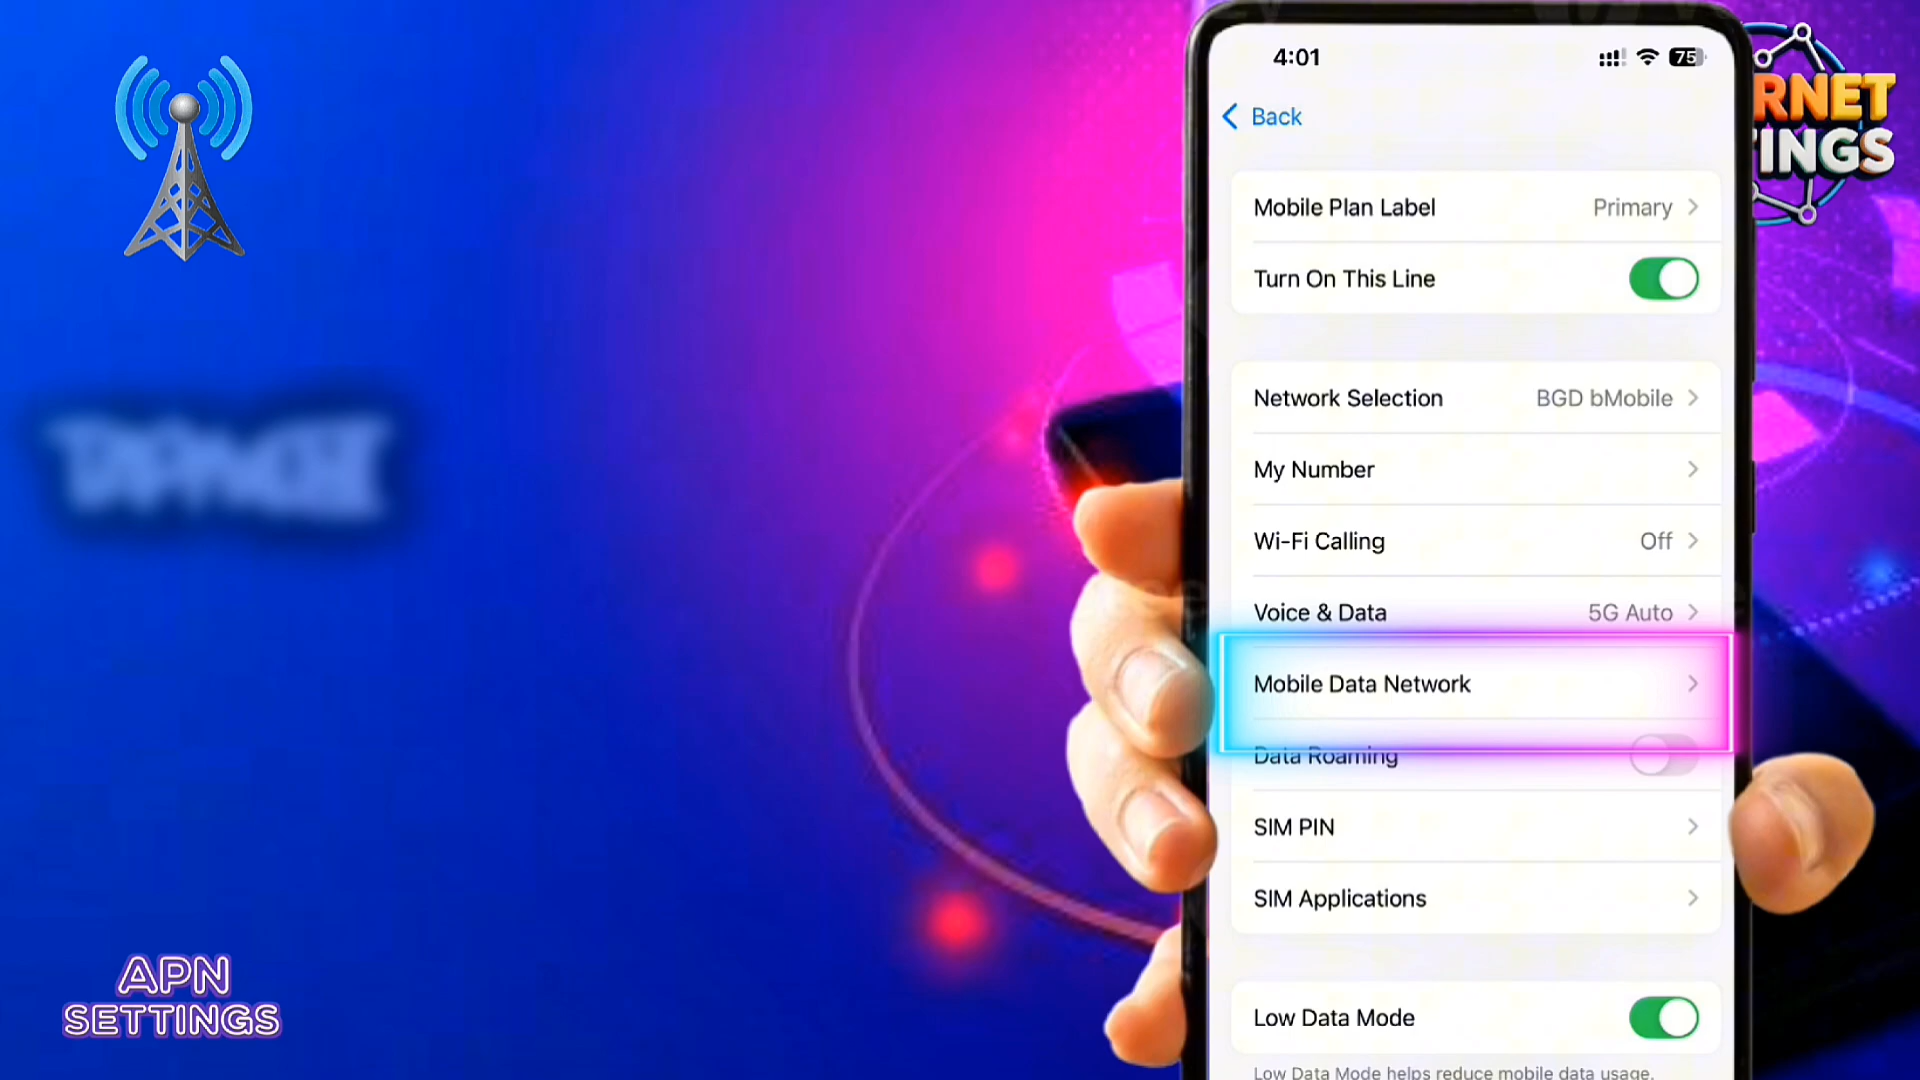 4:01
75
Back
RNET
TINGS
Mobile Plan Label Primary
Turn On This Line
Network Selection BGD bMobile
My Number
Wi-Fi Calling Off
Voice & Data 5G Auto
Mobile Data Network
Data Roaming
SIM PIN
SIM Applications
APN
SETTINGS
Low Data Mode
Low Data Mode helps reduce mobile data usage.